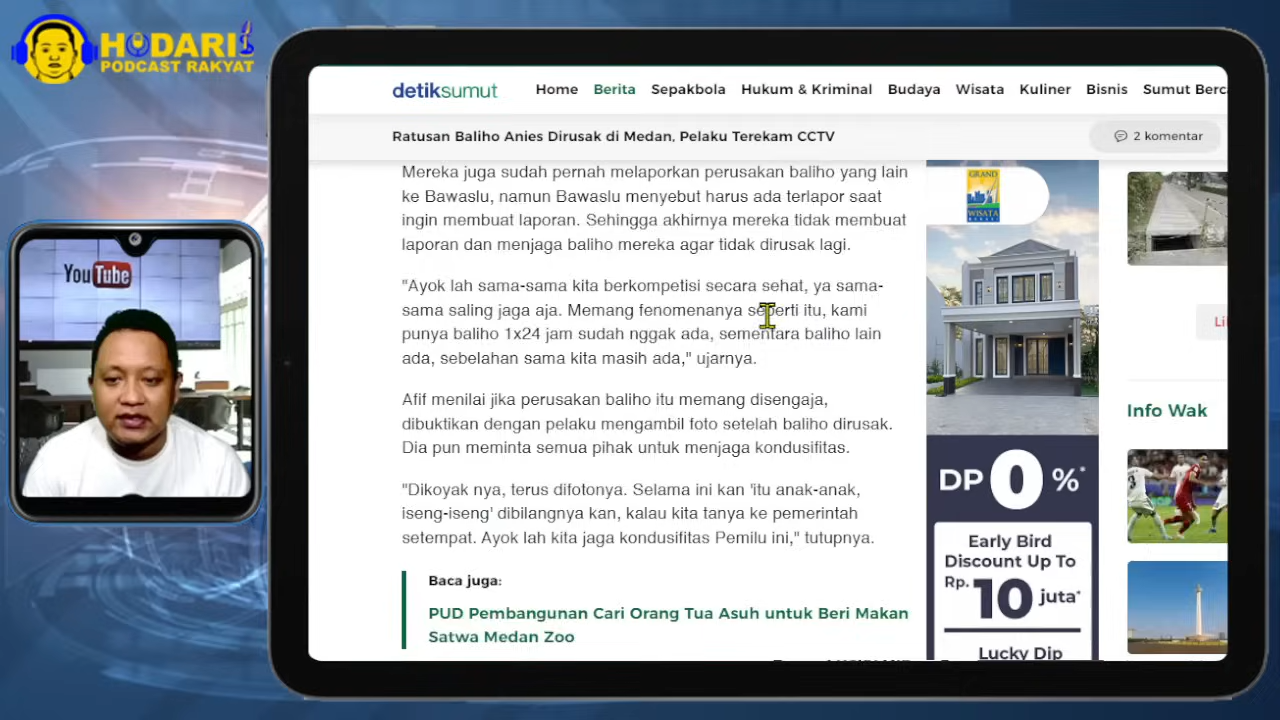 HODARI
PODCAST RAKYAT
YouTube
detiksumut
Home Berita Sepakbola Hukum & Kriminal Budaya Wisata Kuliner Bisnis Sumut
Ratusan Baliho Anies Dirusak di Medan, Pelaku Terekam CCTV
2 komentar
Mereka juga sudah pernah melaporkan perusakan baliho yang lain
ke Bawaslu, namun Bawaslu menyebut harus ada terlapor saat
ingin membuat laporan. Sehingga akhirnya mereka tidak membuat
laporan dan menjaga baliho mereka agar tidak dirusak lagi.
"Ayok lah sama-sama kita berkompetisi secara sehat, ya sama-
sama saling jaga aja. Memang fenomenanya seperti itu, kami
punya baliho 1x24 jam sudah nggak ada, sementara baliho lain
ada, sebelahan sama kita masih ada," ujarnya.
Afif menilai jika perusakan baliho itu memang disengaja,
dibuktikan dengan pelaku mengambil foto setelah baliho dirusak.
Dia pun meminta semua pihak untuk menjaga kondusifitas.
"Dikoyak nya, terus difotonya. Selama ini kan 'itu anak-anak,
iseng-iseng' dibilangnya kan, kalau kita tanya ke pemerintah
setempat. Ayok lah kita jaga kondusifitas Pemilu ini," tutupnya.
Baca juga:
PUD Pembangunan Cari Orang Tua Asuh untuk Beri Makan
Satwa Medan Zoo
GRAND
WISATA
DP 0 %*
Early Bird
Discount Up To
Rp. 10 juta*
Lucky Dip
Info Wak